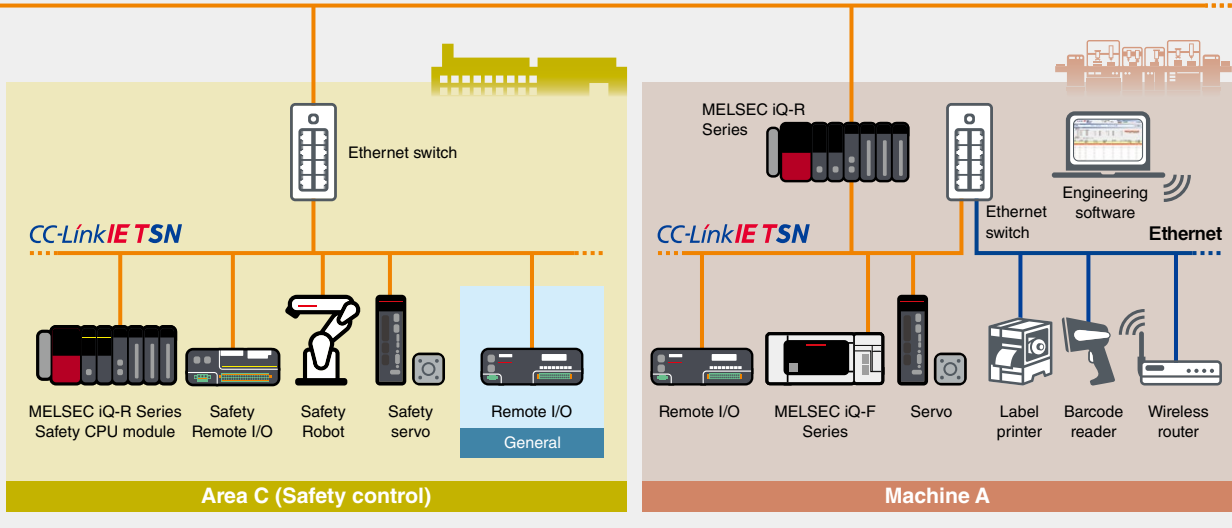 Ethernet switch
CC-Link IE TSN
MELSEC iQ-R Series
Safety CPU module
Safety
Remote I/O
Safety
Robot
Safety
servo
Remote I/O
General
Area C (Safety control)
MELSEC iQ-R
Series
Ethernet
switch
Engineering
software
CC-Link IE TSN
Ethernet
Remote I/O
MELSEC iQ-F
Series
Servo
Label
printer
Barcode
reader
Wireless
router
Machine A